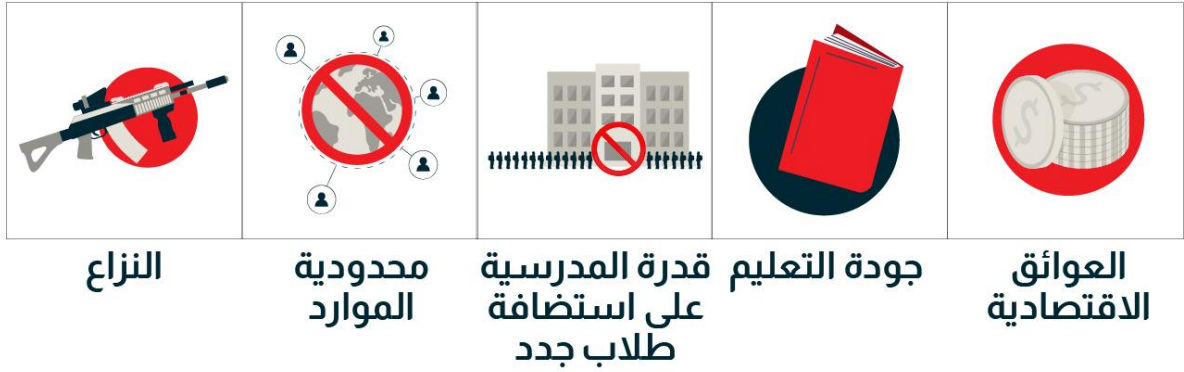 العوائق
الاقتصادية
جودة التعليم
قدرة المدرسية
على استضافة
طلاب جدد
محدودية
الموارد
النزاع